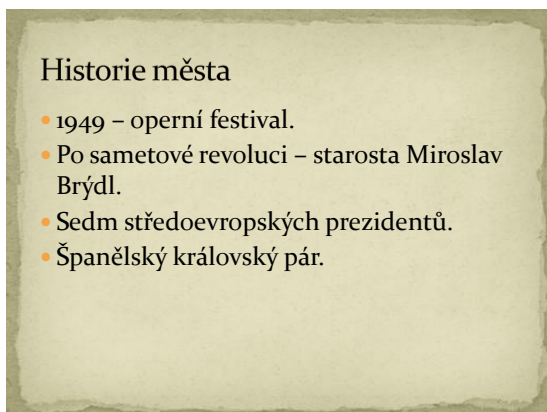 Historie města
• 1949 – operní festival.
• Po sametové revoluci – starosta Miroslav
Brýdl.
• Sedm středoevropských prezidentů.
• Španělský královský pár.